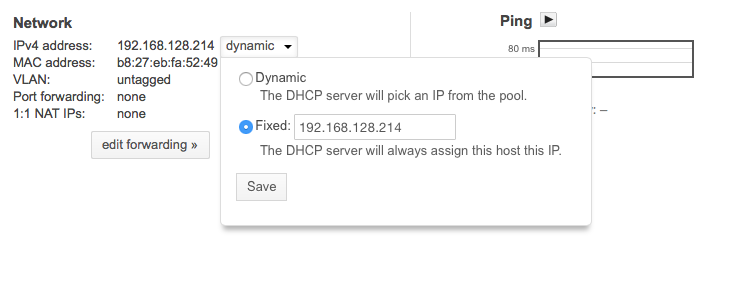 Network
IPv4 address: 192.168.128.214 dynamic
MAC address: b8:27:eb:fa:52:49
VLAN: untagged
Port forwarding: none
1:1 NAT IPs: none
edit forwarding »
Dynamic
The DHCP server will pick an IP from the pool.
Fixed: 192.168.128.214
The DHCP server will always assign this host this IP.
Save
Ping
80 ms
: –